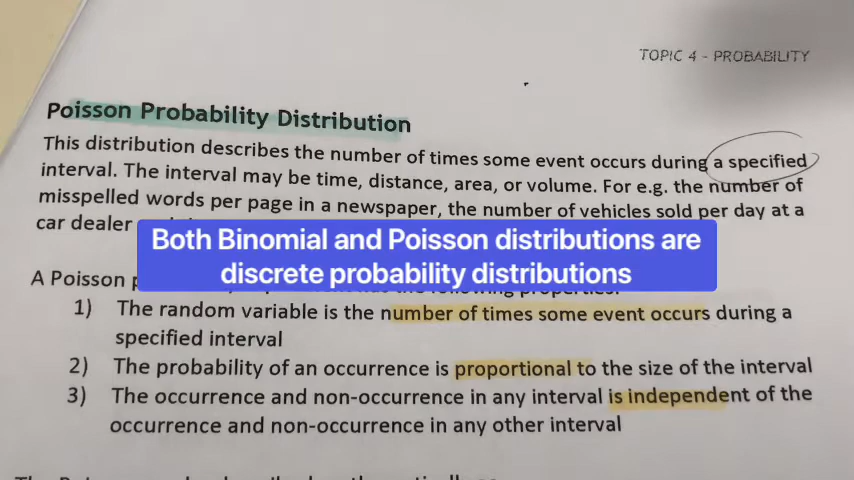 TOPIC 4 - PROBABILITY
Poisson Probability Distribution
This distribution describes the number of times some event occurs during a specified
interval. The interval may be time, distance, area, or volume. For e.g. the number of
misspelled words per page in a newspaper, the number of vehicles sold per day at a
car dealer
Both Binomial and Poisson distributions are
discrete probability distributions
A Poisson
1) The random variable is the number of times some event occurs during a
specified interval
2) The probability of an occurrence is proportional to the size of the interval
3) The occurrence and non-occurrence in any interval is independent of the
occurrence and non-occurrence in any other interval